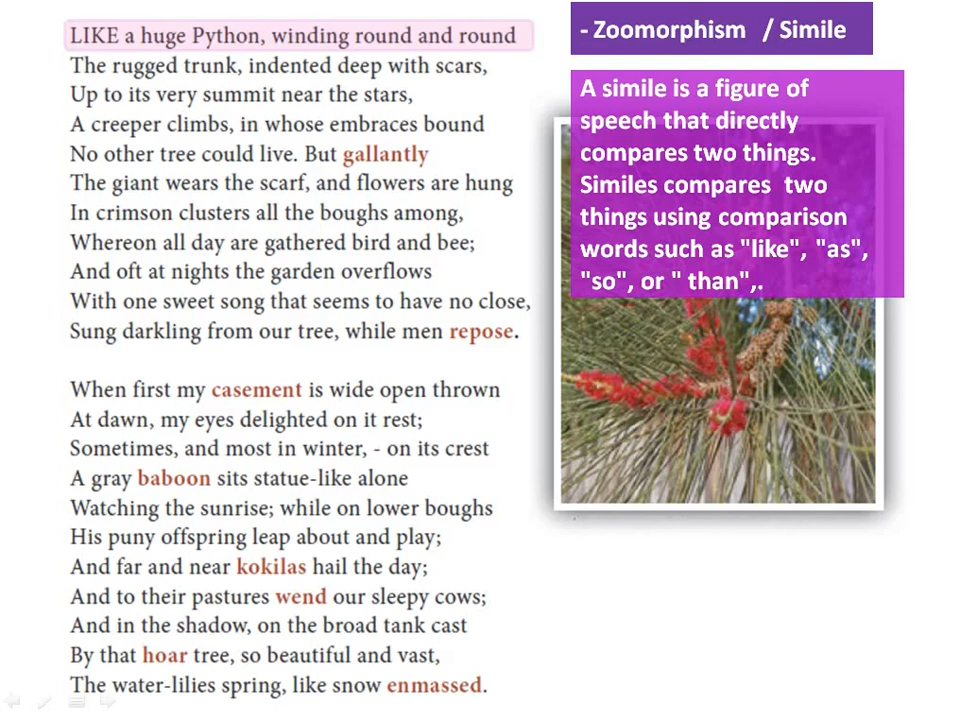 LIKE a huge Python, winding round and round
The rugged trunk, indented deep with scars,
Up to its very summit near the stars,
A creeper climbs, in whose embraces bound
No other tree could live. But gallantly
The giant wears the scarf, and flowers are hung
In crimson clusters all the boughs among,
Whereon all day are gathered bird and bee;
And oft at nights the garden overflows
With one sweet song that seems to have no close,
Sung darkling from our tree, while men repose.
When first my casement is wide open thrown
At dawn, my eyes delighted on it rest;
Sometimes, and most in winter, - on its crest
A gray baboon sits statue-like alone
Watching the sunrise; while on lower boughs
His puny offspring leap about and play;
And far and near kokilas hail the day;
And to their pastures wend our sleepy cows;
And in the shadow, on the broad tank cast
By that hoar tree, so beautiful and vast,
The water-lilies spring, like snow enmassed.
- Zoomorphism / Simile
A simile is a figure of
speech that directly
compares two things.
Similes compares two
things using comparison
words such as "like", "as",
"so", or " than",.